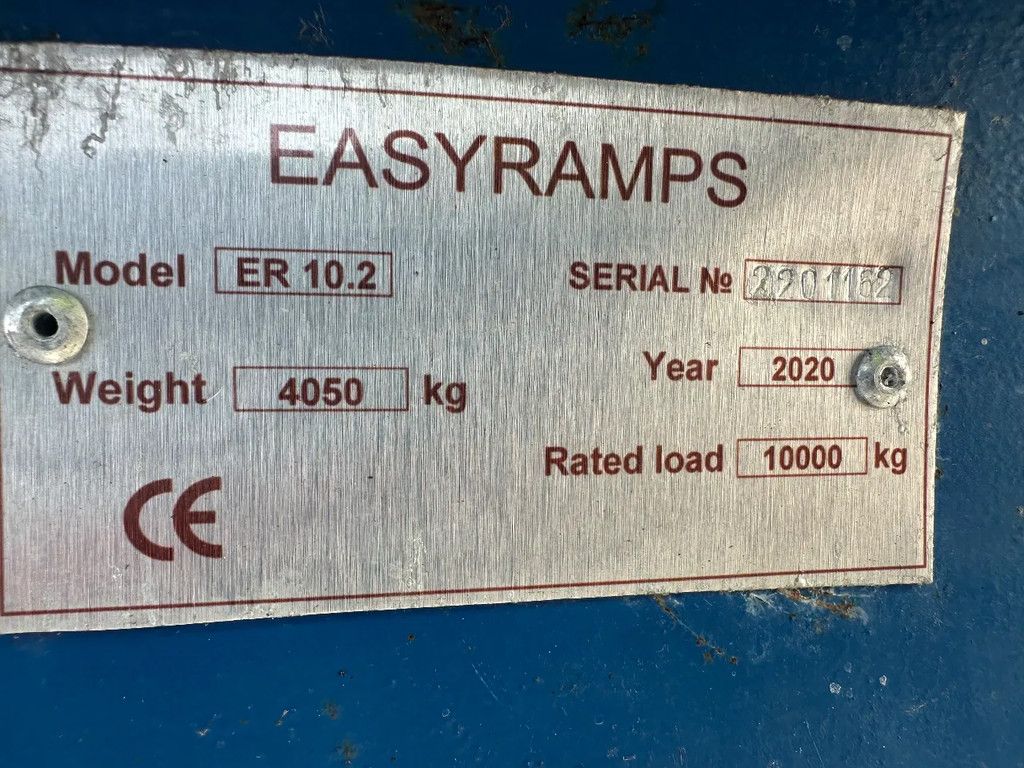 EASYRAMPS
Model ER 10.2
SERIAL № 2201162
Weight 4050 kg
Year 2020
Rated load 10000 kg
CE